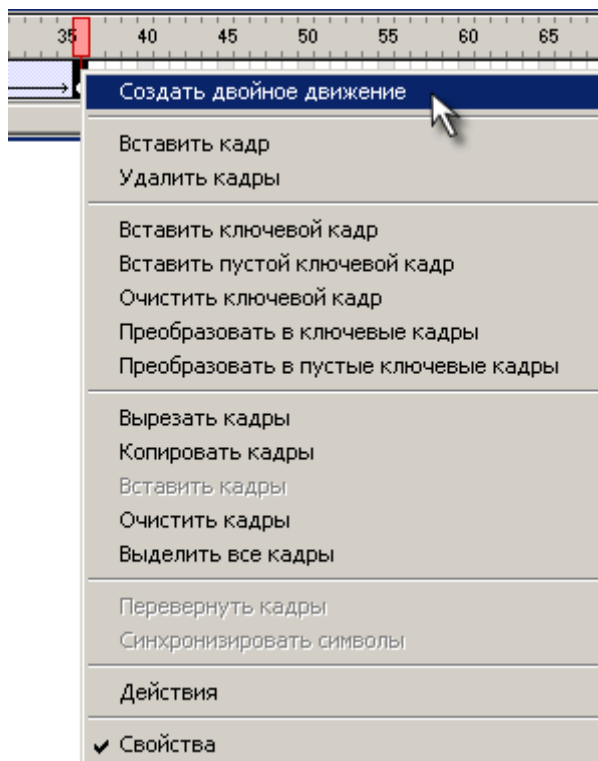 35 40 45 50 55 60 65
Создать двойное движение
Вставить кадр
Удалить кадры
Вставить ключевой кадр
Вставить пустой ключевой кадр
Очистить ключевой кадр
Преобразовать в ключевые кадры
Преобразовать в пустые ключевые кадры
Вырезать кадры
Копировать кадры
Вставить кадры
Очистить кадры
Выделить все кадры
Перевернуть кадры
Синхронизировать символы
Действия
Свойства